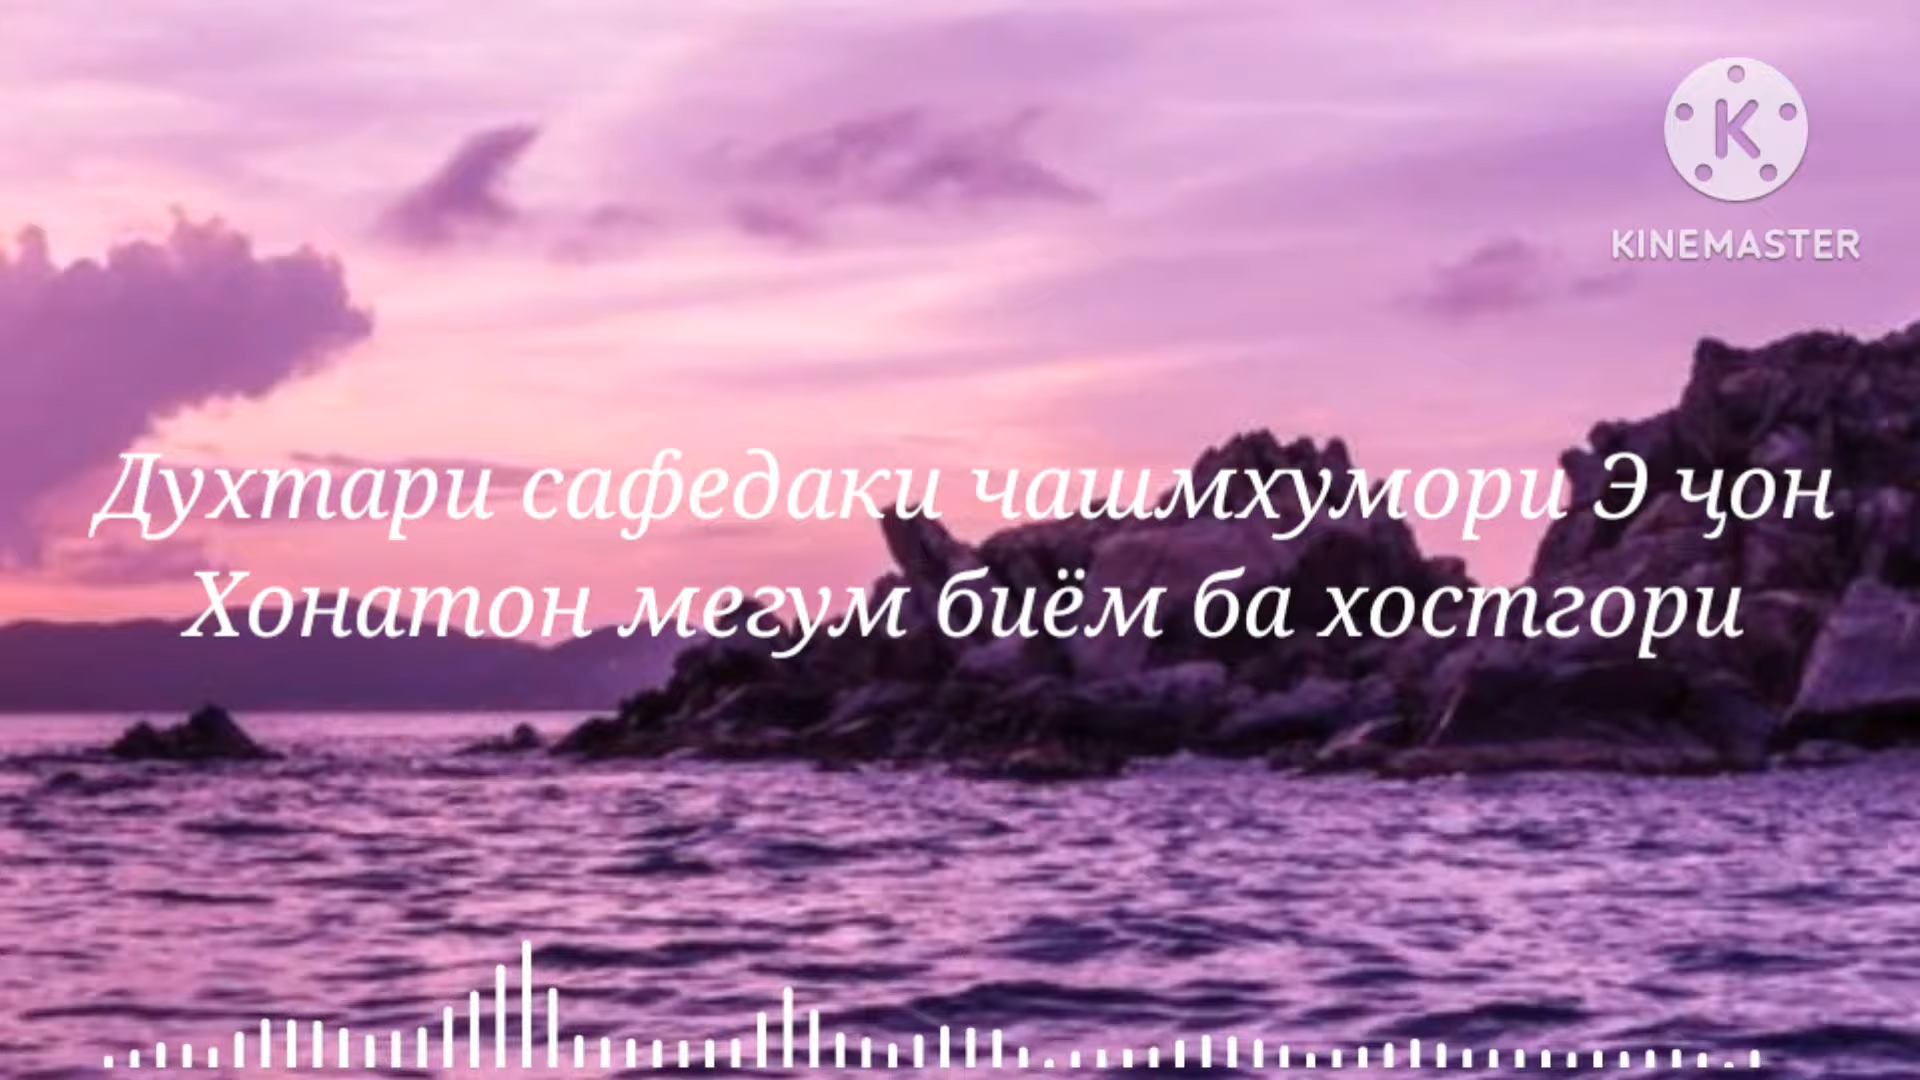 K
KINEMASTER
Духтари сафедаки чашмхумори Э ҷон
Хонатон мегум биём ба хостгори